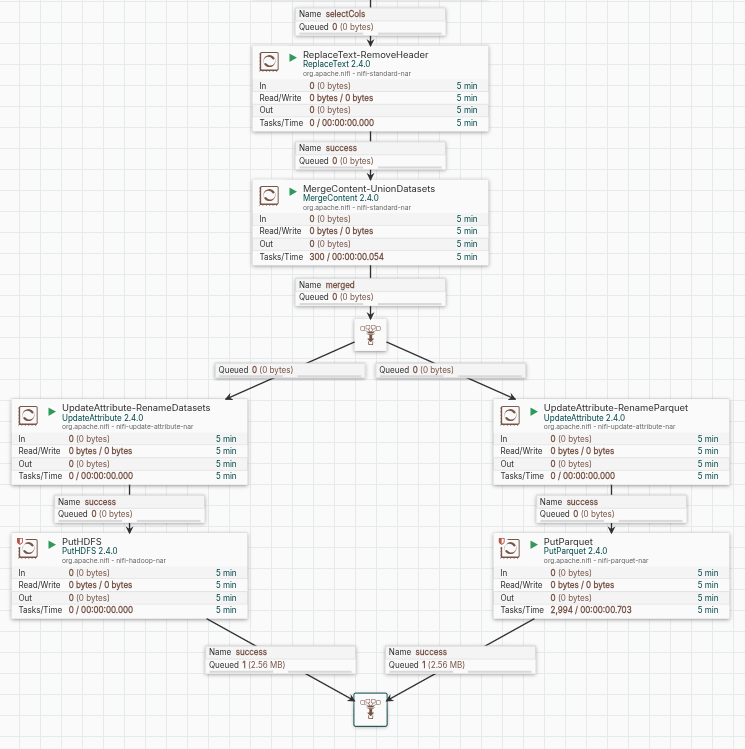 Name selectCols
Queued 0 (0 bytes)
ReplaceText-RemoveHeader
ReplaceText 2.4.0
org.apache.nifi - nifi-standard-nar
In 0 (0 bytes) 5 min
Read/Write 0 bytes / 0 bytes 5 min
Out 0 (0 bytes) 5 min
Tasks/Time 0 / 00:00:00.000 5 min
Name success
Queued 0 (0 bytes)
MergeContent-UnionDatasets
MergeContent 2.4.0
org.apache.nifi - nifi-standard-nar
In 0 (0 bytes) 5 min
Read/Write 0 bytes / 0 bytes 5 min
Out 0 (0 bytes) 5 min
Tasks/Time 300 / 00:00:00.054 5 min
Name merged
Queued 0 (0 bytes)
Queued 0 (0 bytes)
Queued 0 (0 bytes)
UpdateAttribute-RenameDatasets
UpdateAttribute 2.4.0
org.apache.nifi - nifi-update-attribute-nar
In 0 (0 bytes) 5 min
Read/Write 0 bytes / 0 bytes 5 min
Out 0 (0 bytes) 5 min
Tasks/Time 0 / 00:00:00.000 5 min
UpdateAttribute-RenameParquet
UpdateAttribute 2.4.0
org.apache.nifi - nifi-update-attribute-nar
In 0 (0 bytes) 5 min
Read/Write 0 bytes / 0 bytes 5 min
Out 0 (0 bytes) 5 min
Tasks/Time 0 / 00:00:00.000 5 min
Name success
Queued 0 (0 bytes)
Name success
Queued 0 (0 bytes)
PutHDFS
PutHDFS 2.4.0
org.apache.nifi - nifi-hadoop-nar
In 0 (0 bytes) 5 min
Read/Write 0 bytes / 0 bytes 5 min
Out 0 (0 bytes) 5 min
Tasks/Time 0 / 00:00:00.000 5 min
PutParquet
PutParquet 2.4.0
org.apache.nifi - nifi-parquet-nar
In 0 (0 bytes) 5 min
Read/Write 0 bytes / 0 bytes 5 min
Out 0 (0 bytes) 5 min
Tasks/Time 2,994 / 00:00:00.703 5 min
Name success
Queued 1 (2.56 MB)
Name success
Queued 1 (2.56 MB)